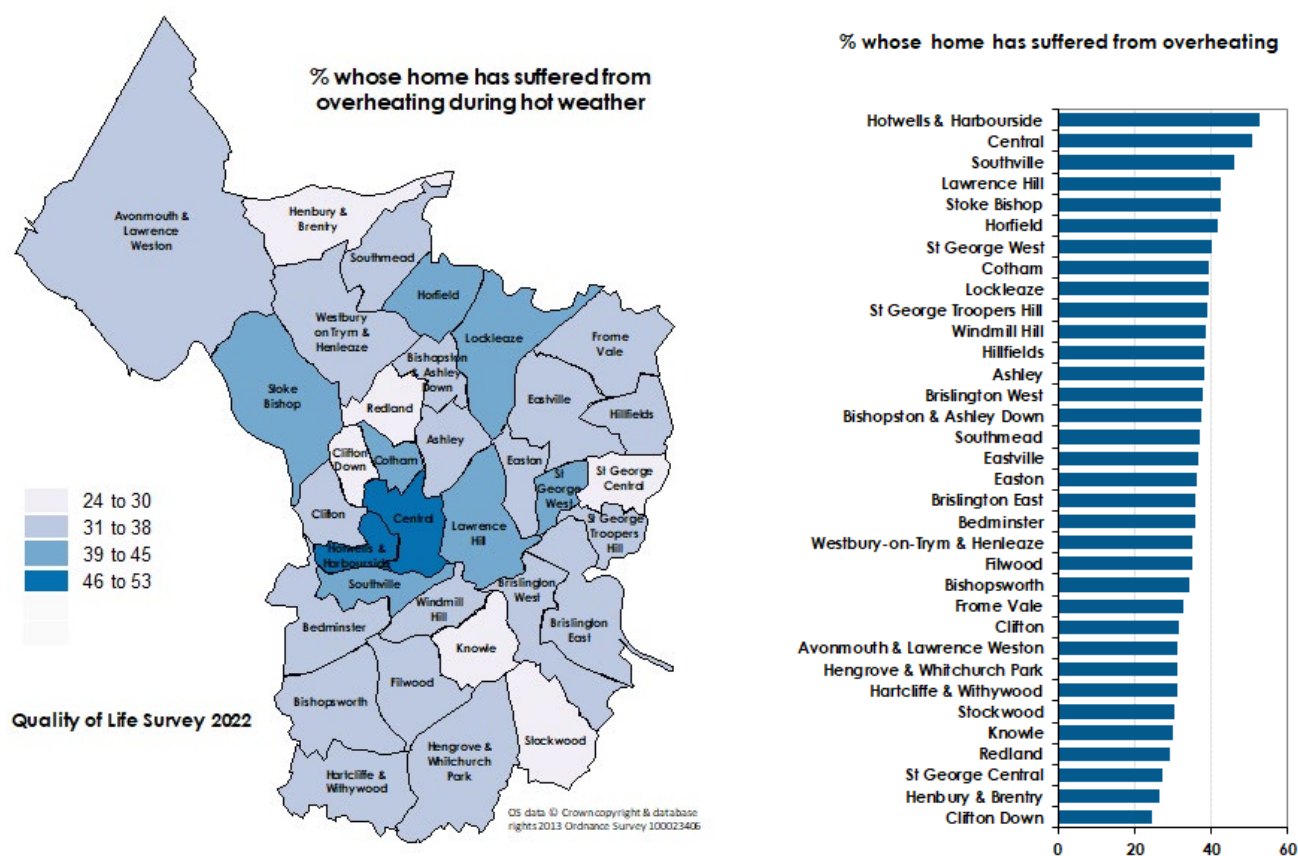 % whose home has suffered from
overheating during hot weather
Avonmouth &
Lawrence
Weston
Henbury &
Brentry
Southmead
Horfield
Westbury
on Trym &
Henleaze
Lockleaze
Frome
Vale
Bishopston
& Ashley
Down
Stoke
Bishop
Redland
Eastville
Hillfields
Ashley
Clifton
Down
Cotham
Easton
St George
Central
St
George
West
Clifton
Central
Lawrence
Hill
St George
Troopers
Hill
Hotwells &
Harbourside
Southville
Brislington
West
Windmill
Hill
Bedminster
Brislington
East
Knowle
Filwood
Bishopsworth
Stockwood
Hengrove &
Whitchurch
Park
Hartcliffe &
Withywood
24 to 30
31 to 38
39 to 45
46 to 53
Quality of Life Survey 2022
OS data © Crown copyright & database
rights 2013 Ordnance Survey 100023406
% whose home has suffered from overheating
Hotwells & Harbourside
Central
Southville
Lawrence Hill
Stoke Bishop
Horfield
St George West
Cotham
Lockleaze
St George Troopers Hill
Windmill Hill
Hillfields
Ashley
Brislington West
Bishopston & Ashley Down
Southmead
Eastville
Easton
Brislington East
Bedminster
Westbury-on-Trym & Henleaze
Filwood
Bishopsworth
Frome Vale
Clifton
Avonmouth & Lawrence Weston
Hengrove & Whitchurch Park
Hartcliffe & Withywood
Stockwood
Knowle
Redland
St George Central
Henbury & Brentry
Clifton Down
0 20 40 60